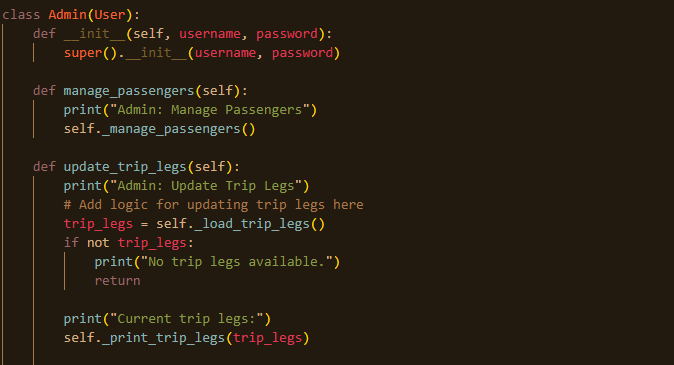 class Admin(User):
    def __init__(self, username, password):
        super().__init__(username, password)

    def manage_passengers(self):
        print("Admin: Manage Passengers")
        self._manage_passengers()

    def update_trip_legs(self):
        print("Admin: Update Trip Legs")
        # Add logic for updating trip legs here
        trip_legs = self._load_trip_legs()
        if not trip_legs:
            print("No trip legs available.")
            return

        print("Current trip legs:")
        self._print_trip_legs(trip_legs)